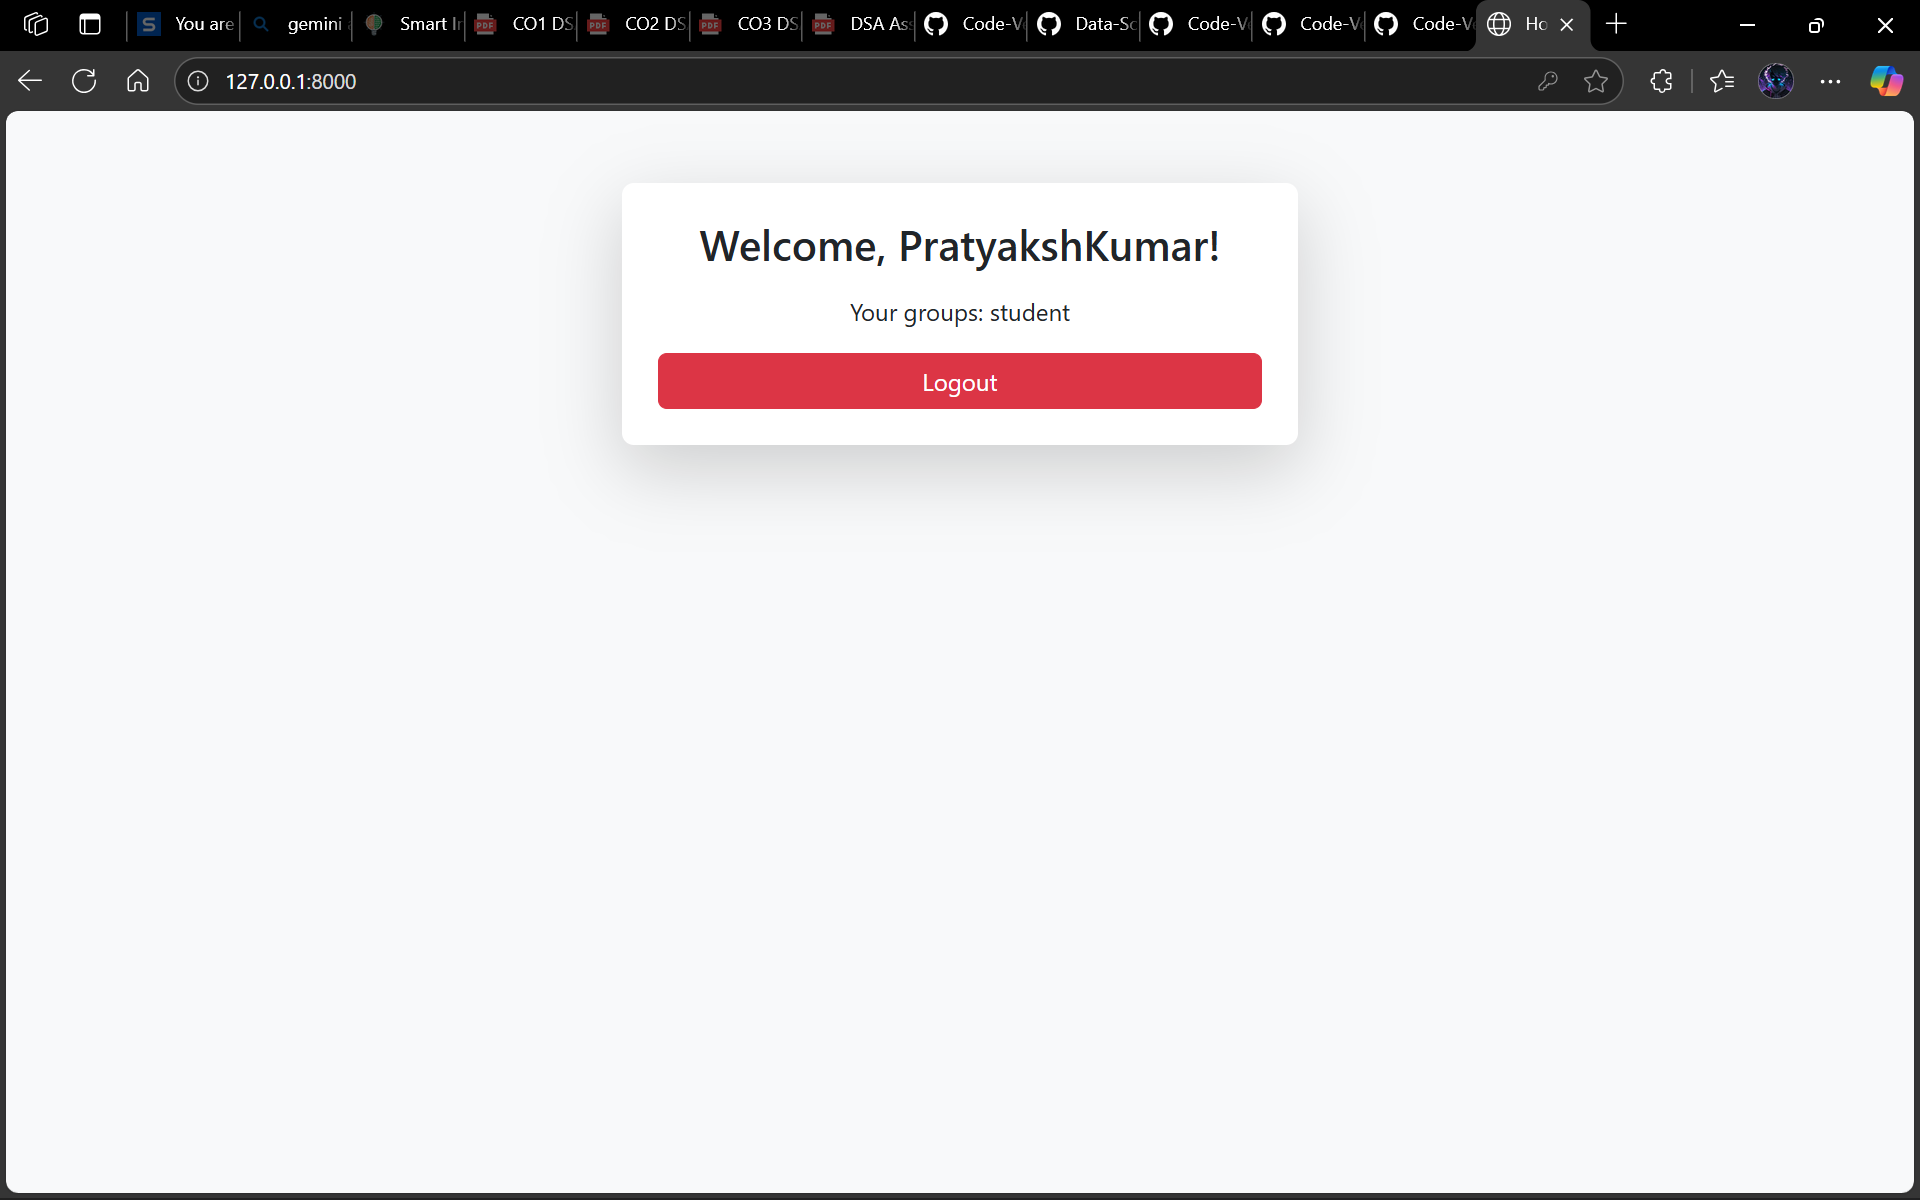 You are
gemini
Smart I
CO1 DS
CO2 DS
CO3 DS
DSA As
Code-V
Data-Sc
Code-V
Code-V
Code-V
Ho
127.0.0.1:8000
Welcome, PratyakshKumar!
Your groups: student
Logout